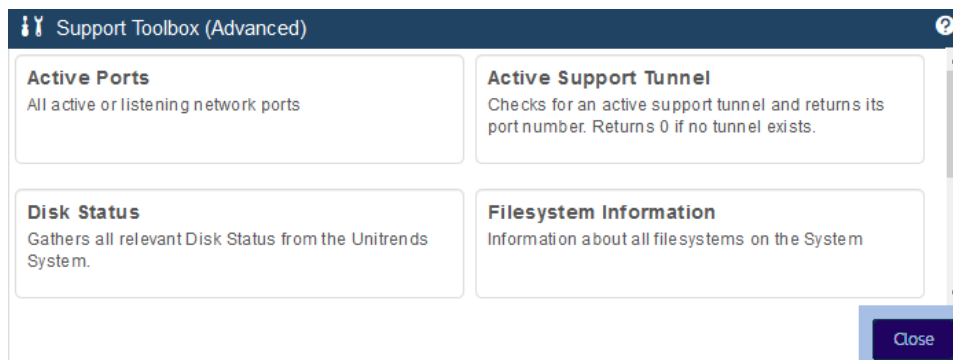 Support Toolbox (Advanced)
?
Active Ports
All active or listening network ports
Active Support Tunnel
Checks for an active support tunnel and returns its
port number. Returns 0 if no tunnel exists.
Disk Status
Gathers all relevant Disk Status from the Unitrends
System.
Filesystem Information
Information about all filesystems on the System
Close